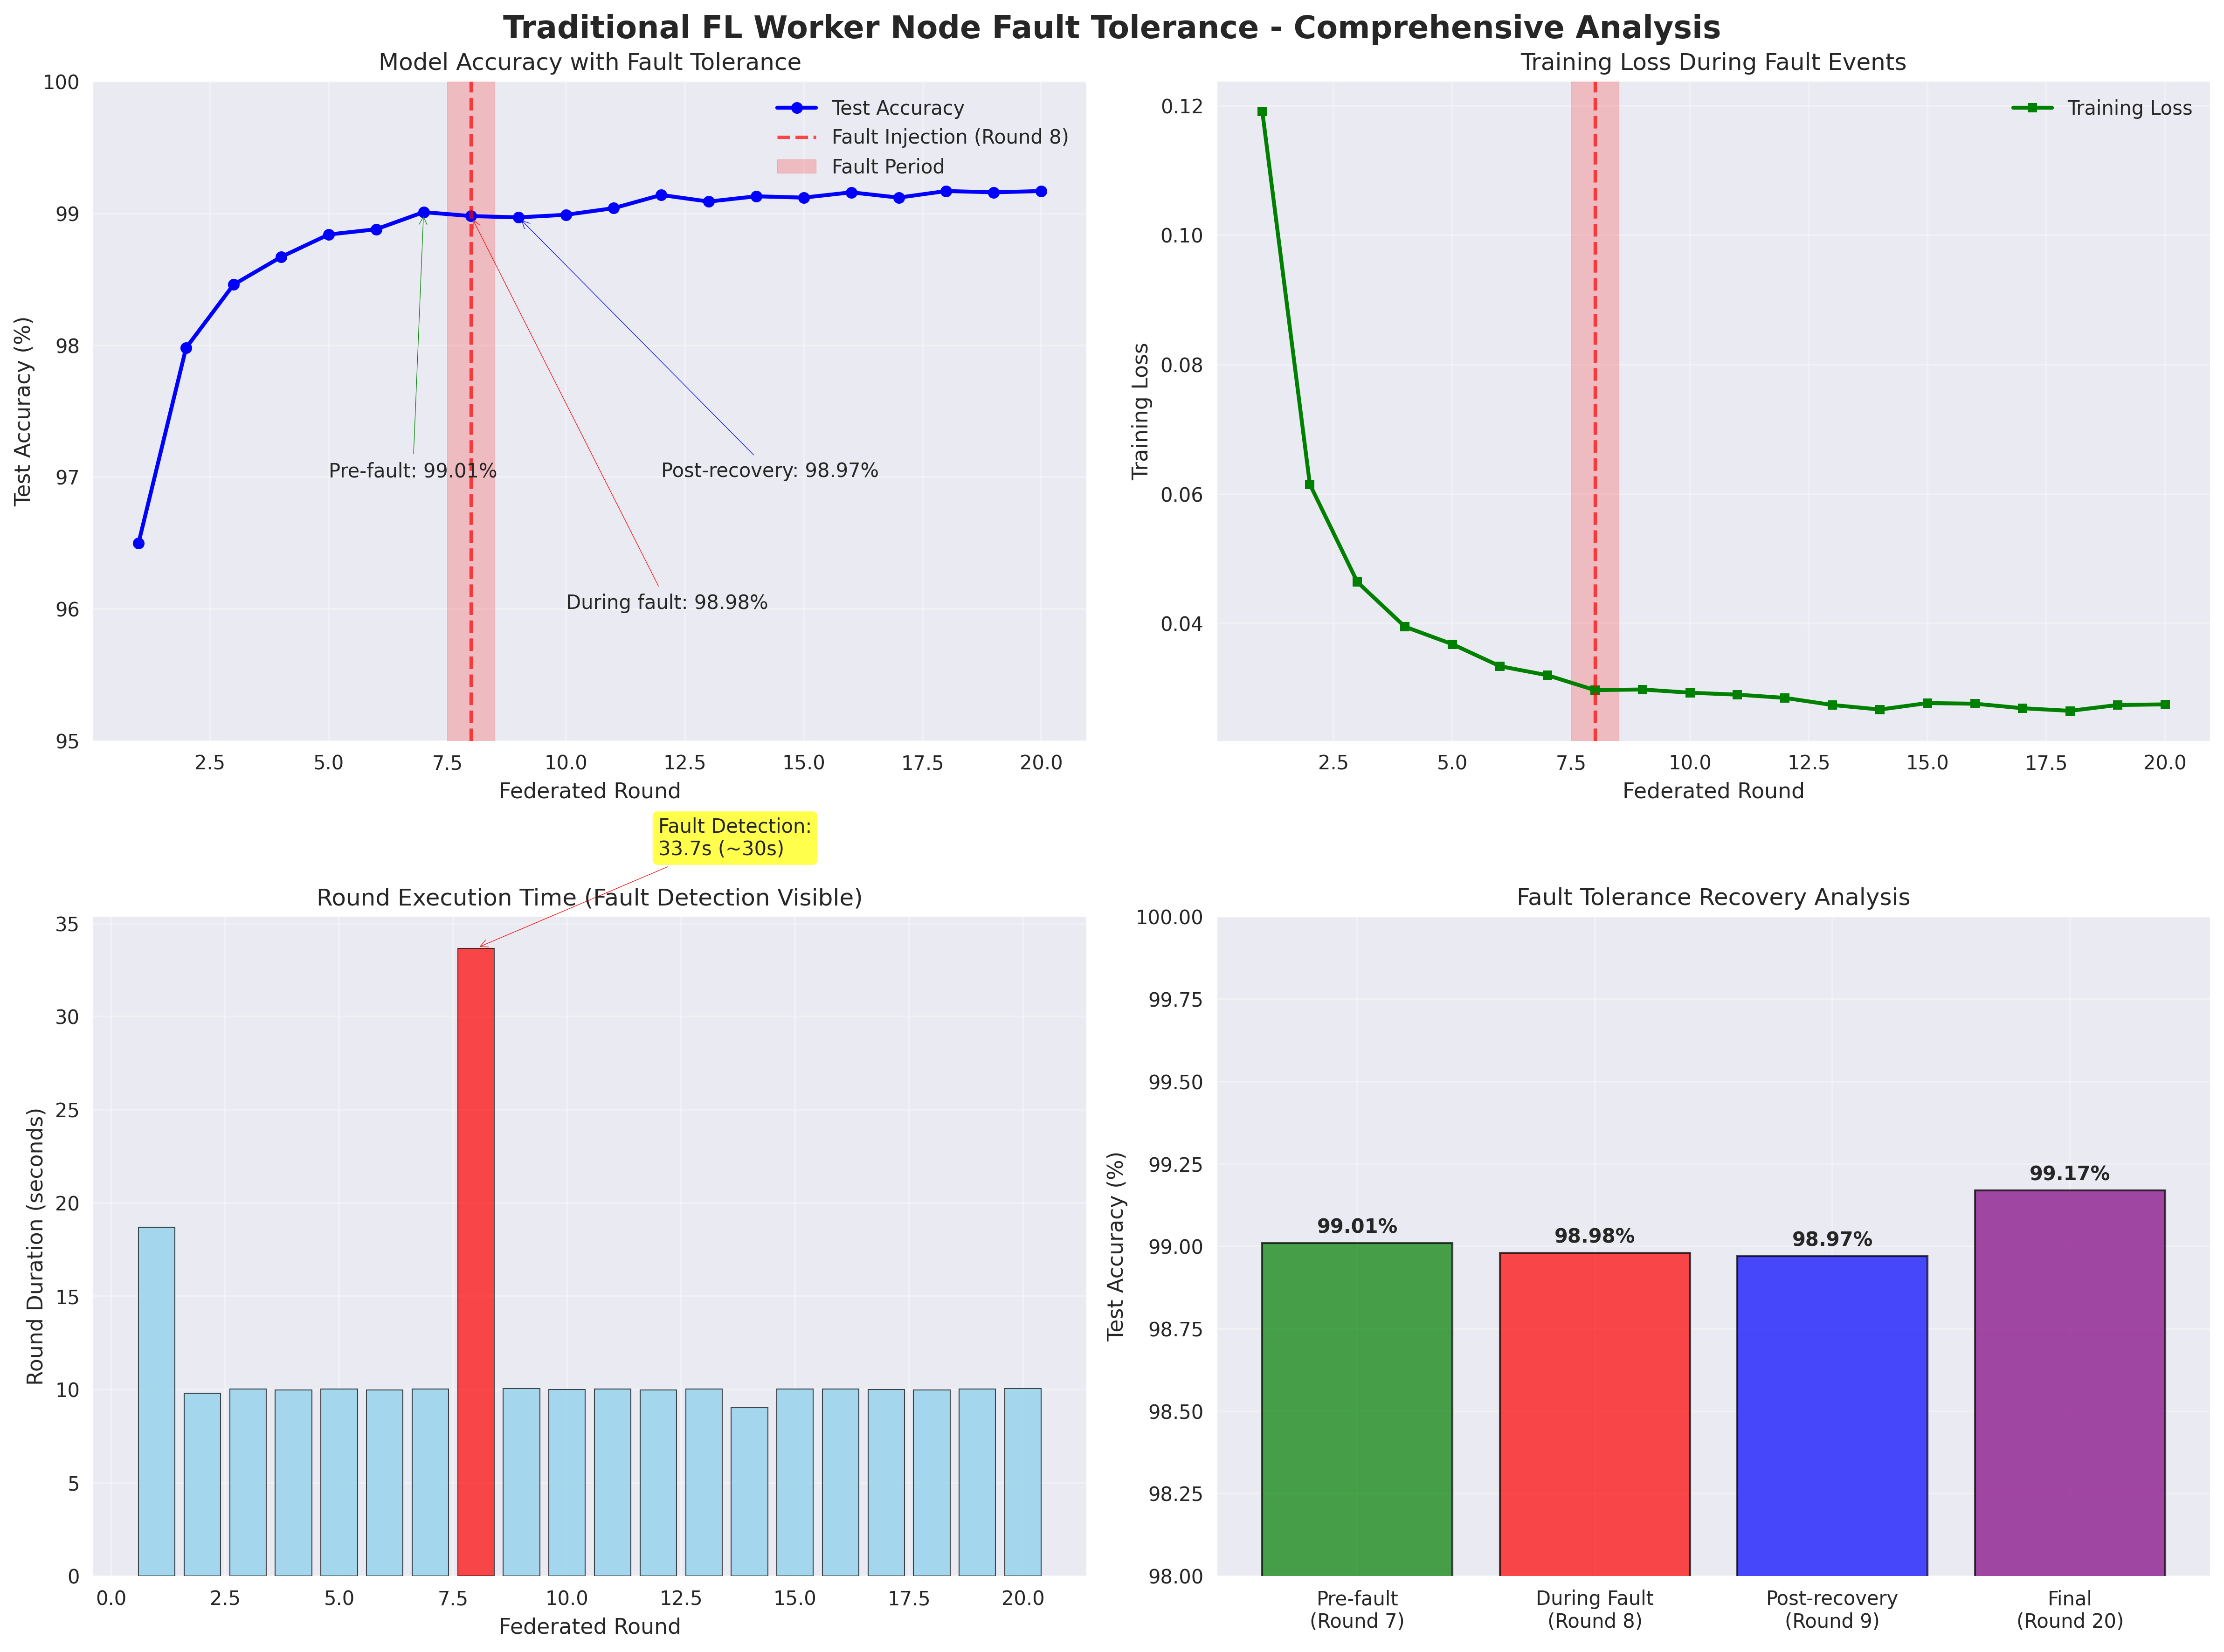 Traditional FL Worker Node Fault Tolerance - Comprehensive Analysis
Model Accuracy with Fault Tolerance
Test Accuracy (%)
100
99
98
97
96
95
Test Accuracy
Fault Injection (Round 8)
Fault Period
Pre-fault: 99.01%
Post-recovery: 98.97%
During fault: 98.98%
2.5 5.0 7.5 10.0 12.5 15.0 17.5 20.0
Federated Round
Training Loss During Fault Events
Training Loss
0.12
0.10
0.08
0.06
0.04
Training Loss
2.5 5.0 7.5 10.0 12.5 15.0 17.5 20.0
Federated Round
Fault Detection:
33.7s (~30s)
Round Execution Time (Fault Detection Visible)
Round Duration (seconds)
35
30
25
20
15
10
5
0
0.0 2.5 5.0 7.5 10.0 12.5 15.0 17.5 20.0
Federated Round
Fault Tolerance Recovery Analysis
Test Accuracy (%)
100.00
99.75
99.50
99.25
99.00
98.75
98.50
98.25
98.00
99.01%
98.98%
98.97%
99.17%
Pre-fault
(Round 7)
During Fault
(Round 8)
Post-recovery
(Round 9)
Final
(Round 20)